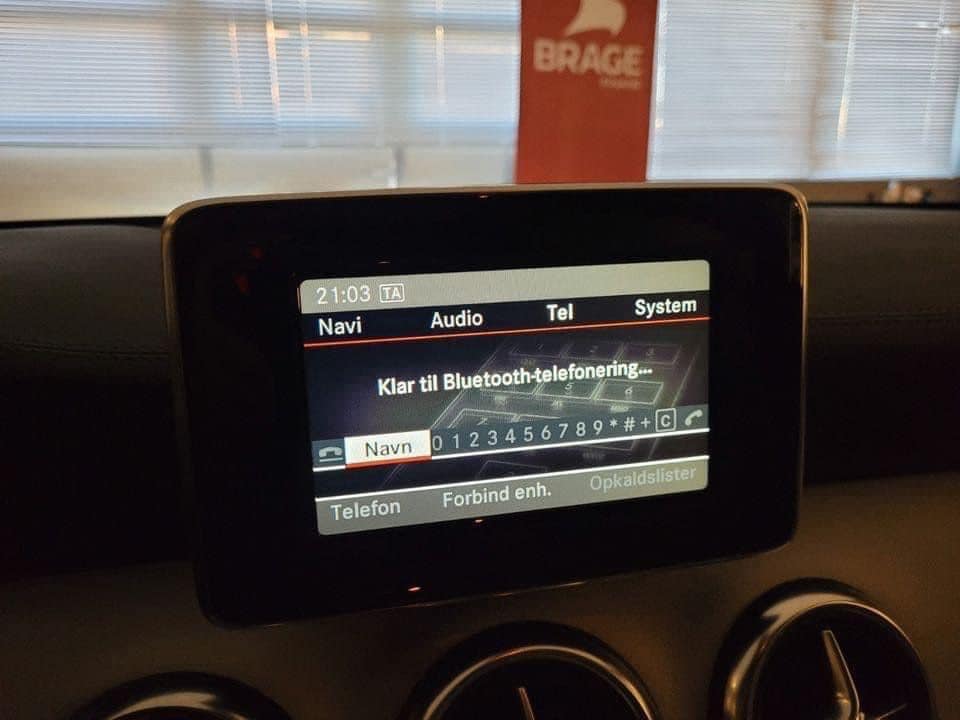 BRAGE
21:03 TA
Navi Audio Tel System
Klar til Bluetooth-telefonering...
Navn 0 1 2 3 4 5 6 7 8 9 * # + C
Telefon Forbind enh. Opkaldslister